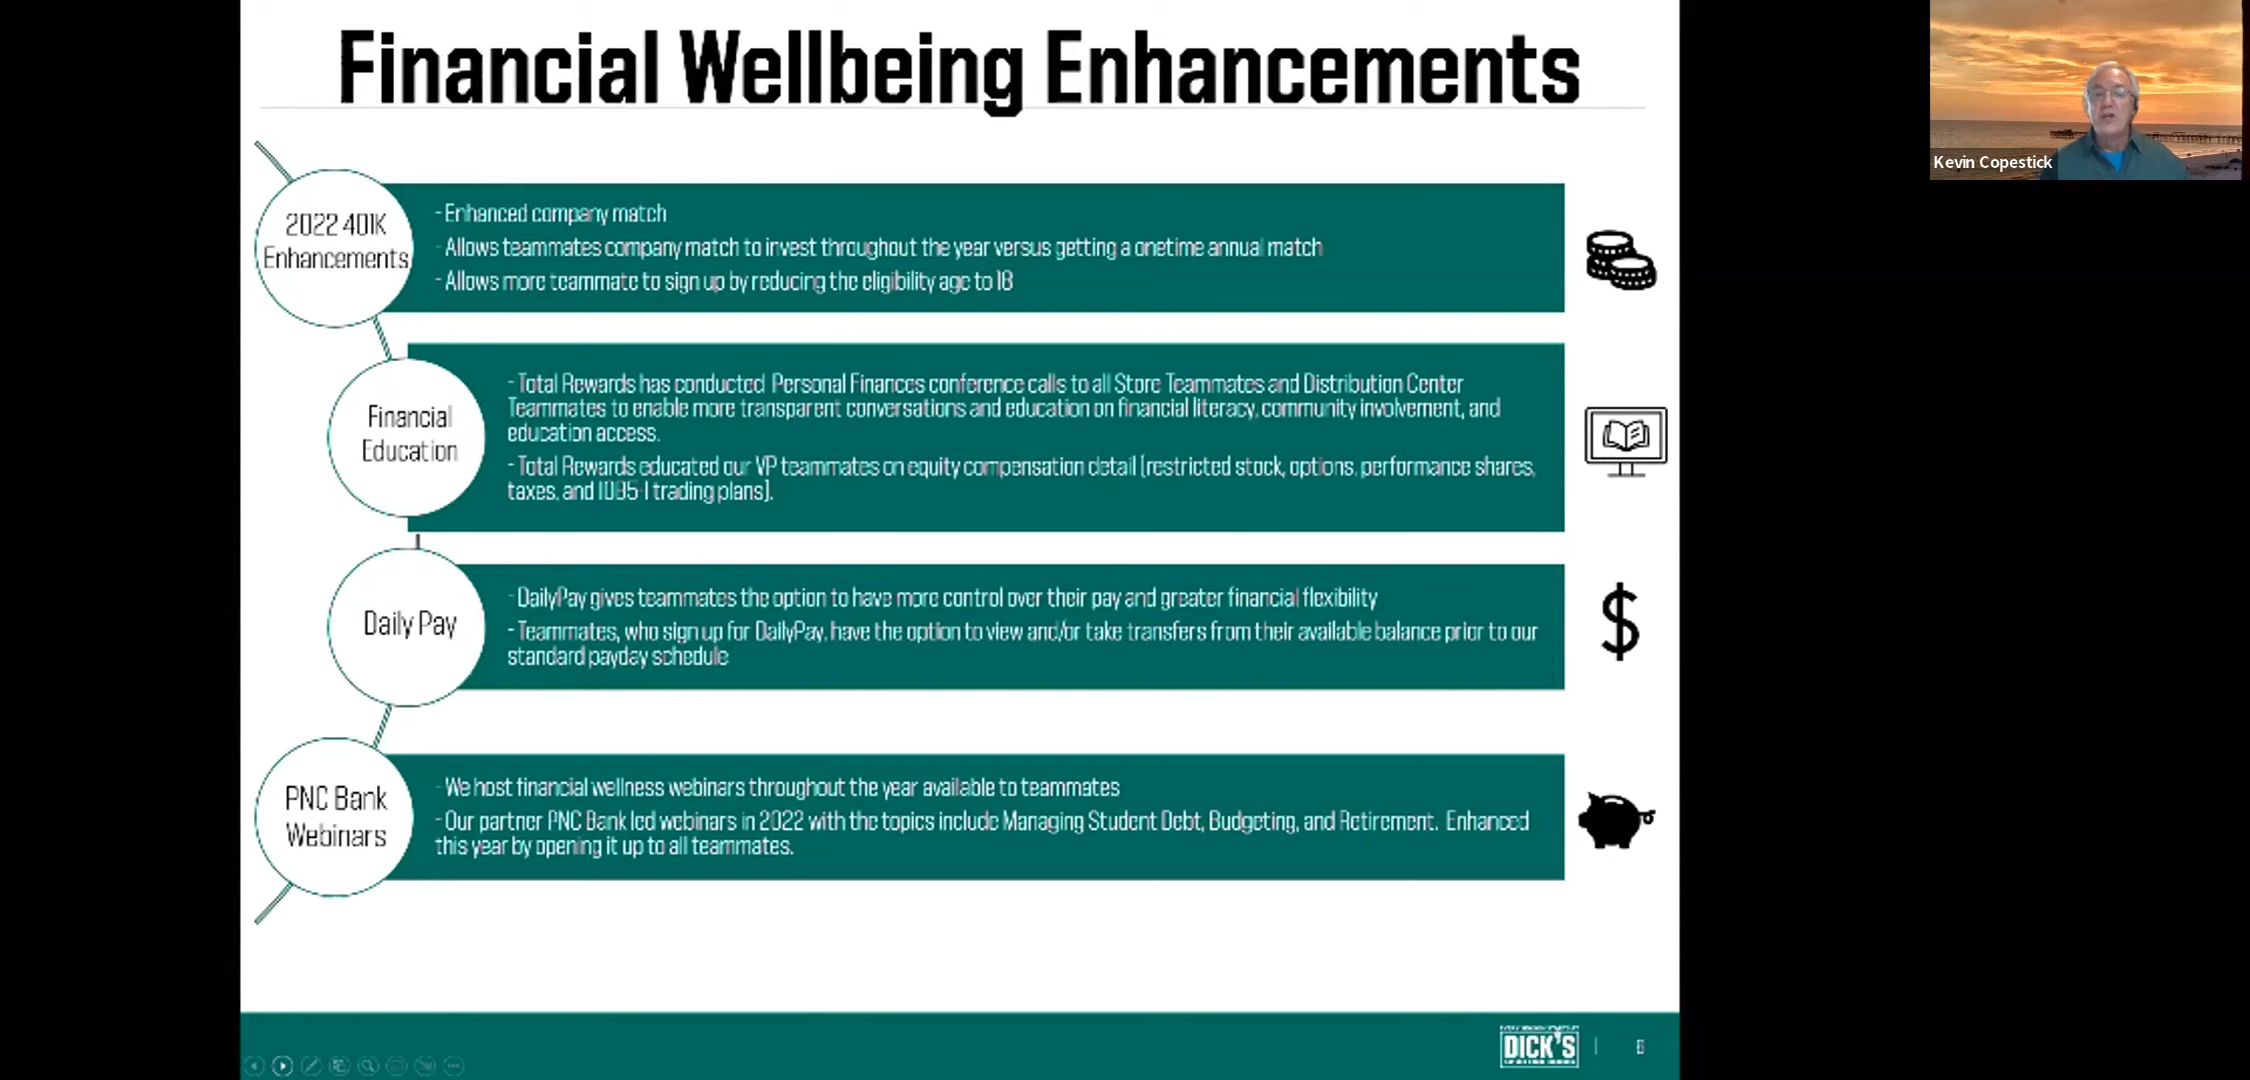 Financial Wellbeing Enhancements
Kevin Copestick
2022 401K
Enhancements
- Enhanced company match
- Allows teammates company match to invest throughout the year versus getting a onetime annual match
- Allows more teammate to sign up by reducing the eligibility age to 18
Financial
Education
- Total Rewards has conducted Personal Finances conference calls to all Store Teammates and Distribution Center
Teammates to enable more transparent conversations and education on financial literacy, community involvement, and
education access.
- Total Rewards educated our VP teammates on equity compensation detail (restricted stock, options, performance shares,
taxes, and trading plans).
Daily Pay
- DailyPay gives teammates the option to have more control over their pay and greater financial flexibility
- Teammates, who sign up for DailyPay, have the option to view and/or take transfers from their available balance prior to our
standard payday schedule
PNC Bank
Webinars
- We host financial wellness webinars throughout the year available to teammates
- Our partner PNC Bank led webinars in 2022 with the topics include Managing Student Debt, Budgeting, and Retirement. Enhanced
this year by opening it up to all teammates.
DICK'S